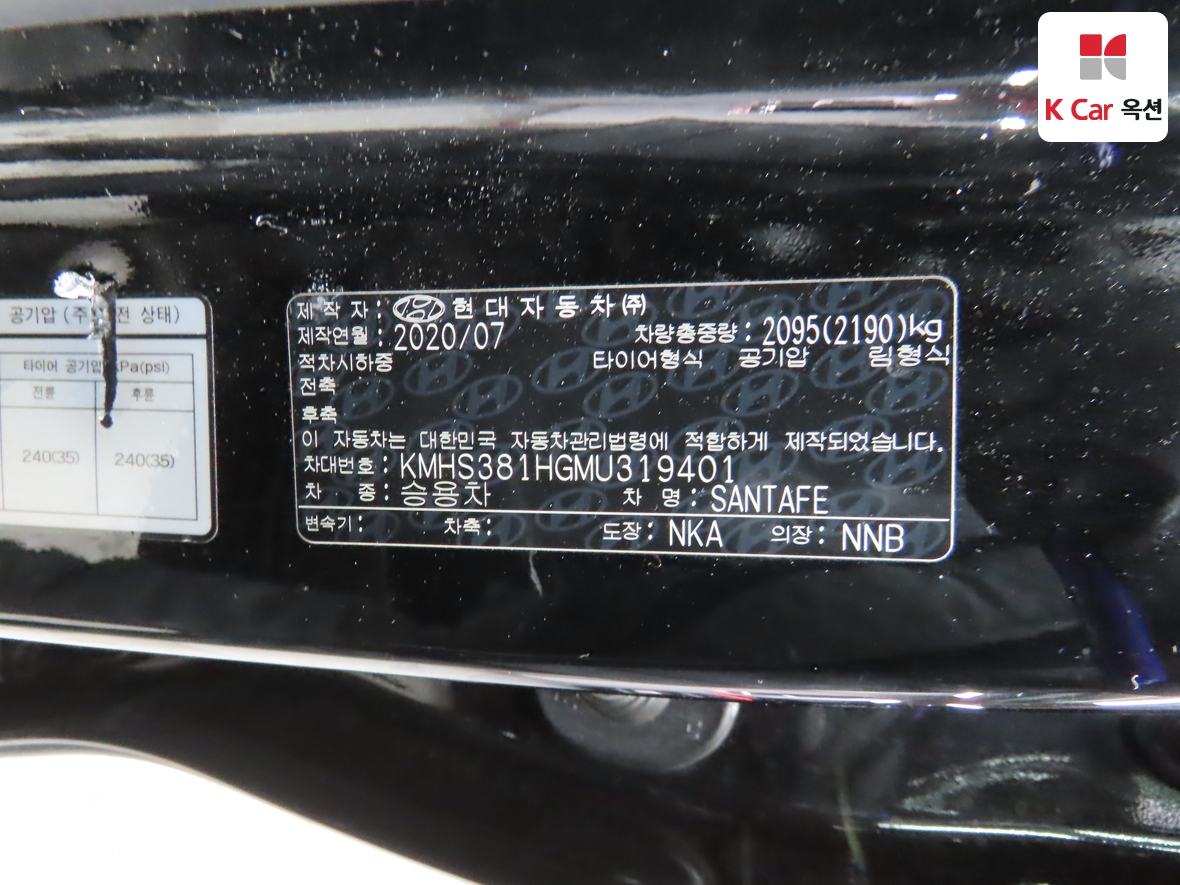 K Car 옥션
공기압 (주 전 상태)
타이어 공기압 kPa(psi)
전륜 후륜
240(35) 240(35)
제 작 자 : 현 대 자 동 차 ㈜
제작연월 : 2020/07 차량총중량 : 2095(2190)kg
적차시하중 타이어형식 공기압 림형식
전축
후축
이 자동차는 대한민국 자동차관리법령에 적합하게 제작되었습니다.
차대번호 : KMHS381HGMU319401
차 종 : 승용차 차 명 : SANTAFE
변속기 : 차축 : 도장 : NKA 의장 : NNB